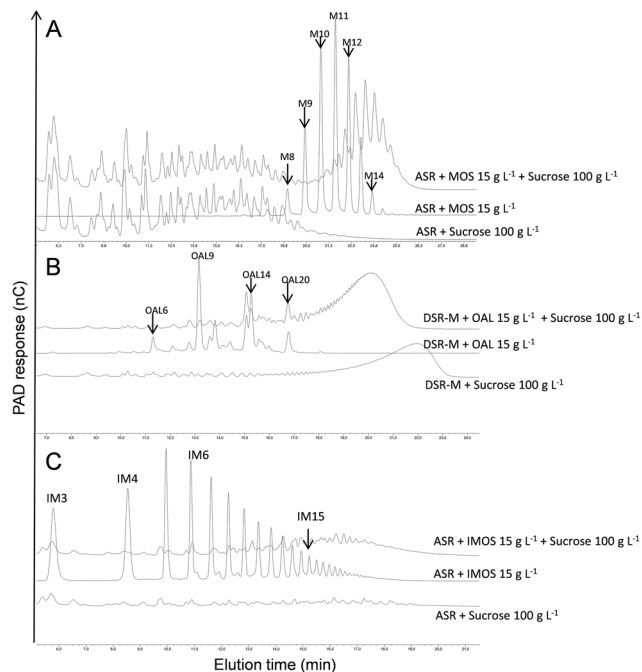 A
M8
M9
M10
M11
M12
M14
ASR + MOS 15 g L-1 + Sucrose 100 g L-1
ASR + MOS 15 g L-1
ASR + Sucrose 100 g L-1
B
OAL6
OAL9
OAL14
OAL20
DSR-M + OAL 15 g L-1 + Sucrose 100 g L-1
DSR-M + OAL 15 g L-1
DSR-M + Sucrose 100 g L-1
C
IM3
IM4
IM6
IM15
ASR + IMOS 15 g L-1 + Sucrose 100 g L-1
ASR + IMOS 15 g L-1
ASR + Sucrose 100 g L-1
PAD response (nC)
Elution time (min)